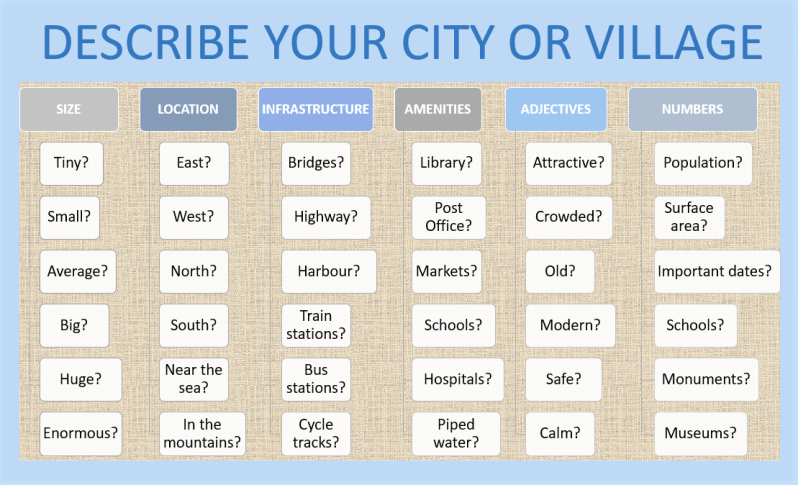 DESCRIBE YOUR CITY OR VILLAGE
SIZE
Tiny?
Small?
Average?
Big?
Huge?
Enormous?
LOCATION
East?
West?
North?
South?
Near the
sea?
In the
mountains?
INFRASTRUCTURE
Bridges?
Highway?
Harbour?
Train
stations?
Bus
stations?
Cycle
tracks?
AMENITIES
Library?
Post
Office?
Markets?
Schools?
Hospitals?
Piped
water?
ADJECTIVES
Attractive?
Crowded?
Old?
Modern?
Safe?
Calm?
NUMBERS
Population?
Surface
area?
Important dates?
Schools?
Monuments?
Museums?